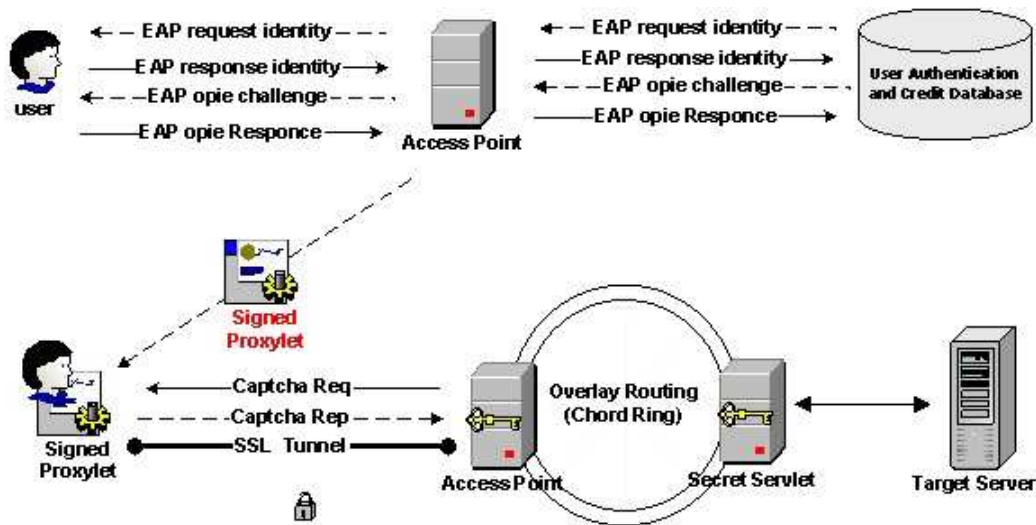 EAP request identity
EAP response identity
EAP opie challenge
EAP opie Responce
user
Access Point
EAP request identity
EAP response identity
EAP opie challenge
EAP opie Responce
User Authentication
and Credit Database
Signed
Proxylet
Captcha Req
Captcha Rep
SSL Tunnel
Signed
Proxylet
Overlay Routing
(Chord Ring)
Access Point
Secret Servlet
Target Server